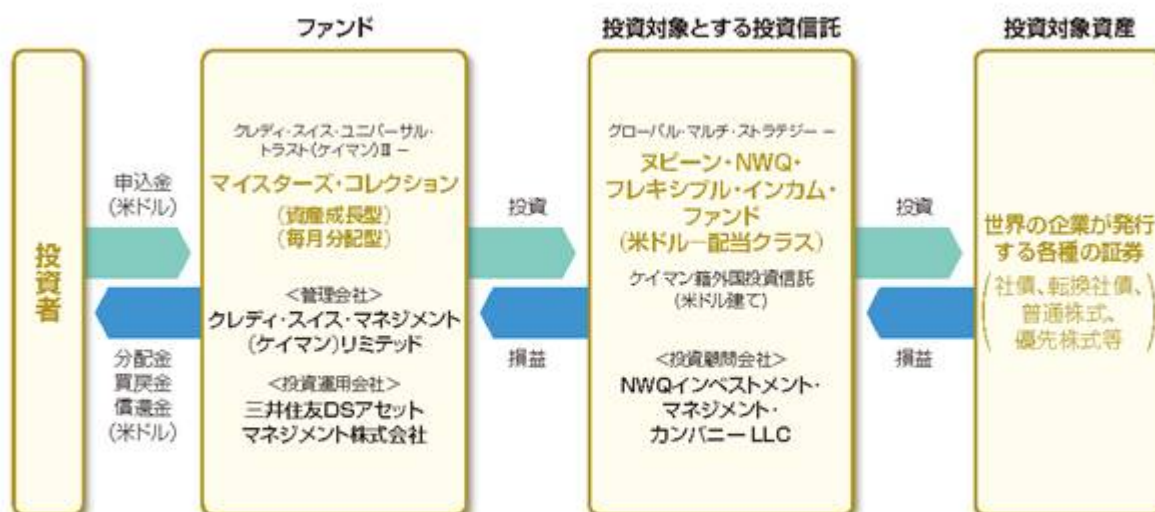 ファンド
投資対象とする投資信託
投資対象資産
投資者
申込金
(米ドル)
分配金
買戻金
償還金
(米ドル)
クレディ・スイス・ユニバーサル・
トラスト(ケイマン)Ⅲ －
マイスターズ・コレクション
(資産成長型)
(毎月分配型)
<管理会社>
クレディ・スイス・マネジメント
(ケイマン)リミテッド
<投資運用会社>
三井住友DSアセット
マネジメント株式会社
投資
損益
グローバル・マルチ・ストラテジー －
ヌビーン・NWQ・
フレキシブル・インカム・
ファンド
(米ドル－配当クラス)
ケイマン籍外国投資信託
(米ドル建て)
<投資顧問会社>
NWQインベストメント・
マネジメント・
カンパニー LLC
投資
損益
世界の企業が発行
する各種の証券
(社債、転換社債、
普通株式、
優先株式等)